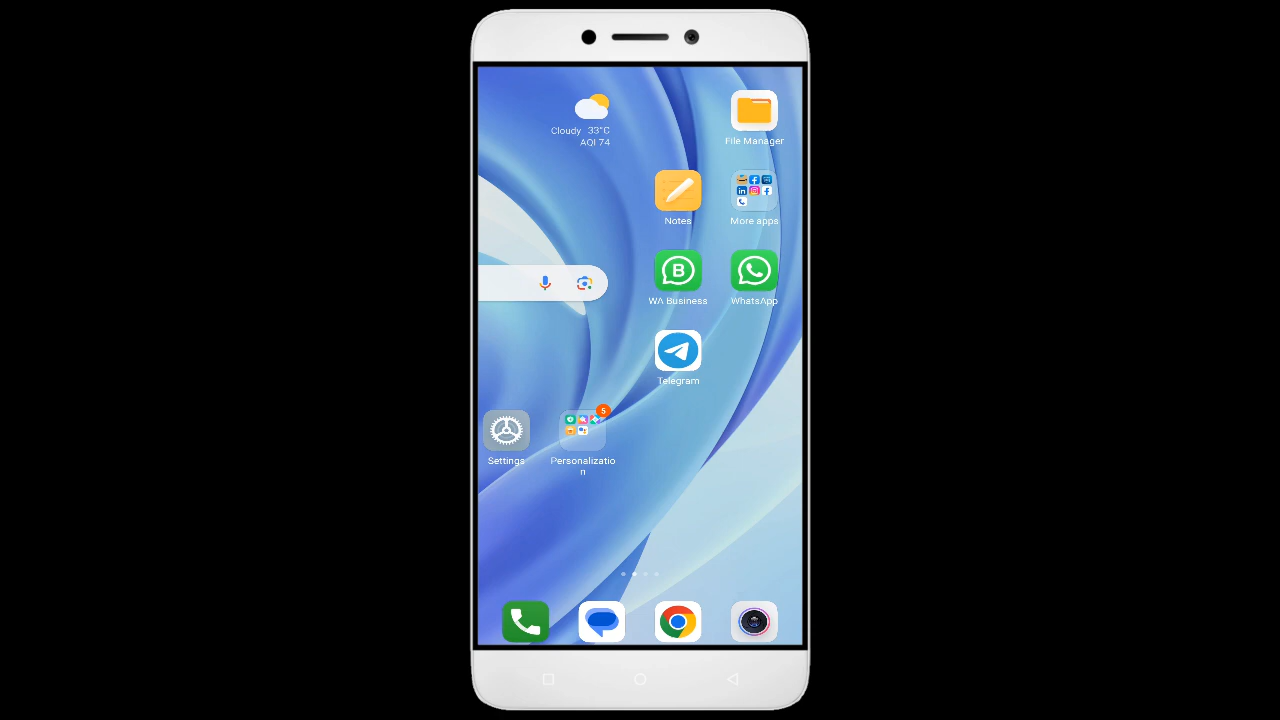 Cloudy 33°C
AQI 74
File Manager
Notes
More apps
WA Business
WhatsApp
Telegram
5
Settings
Personalizatio
n